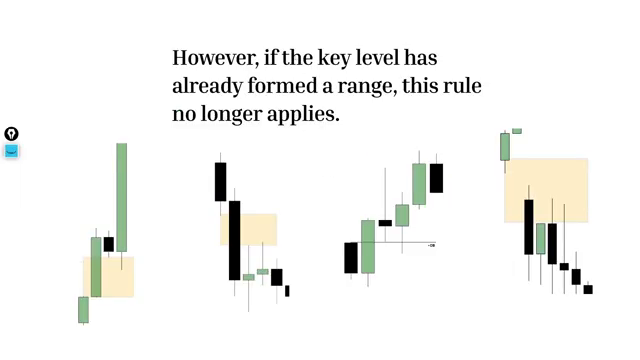 However, if the key level has
already formed a range, this rule
no longer applies.